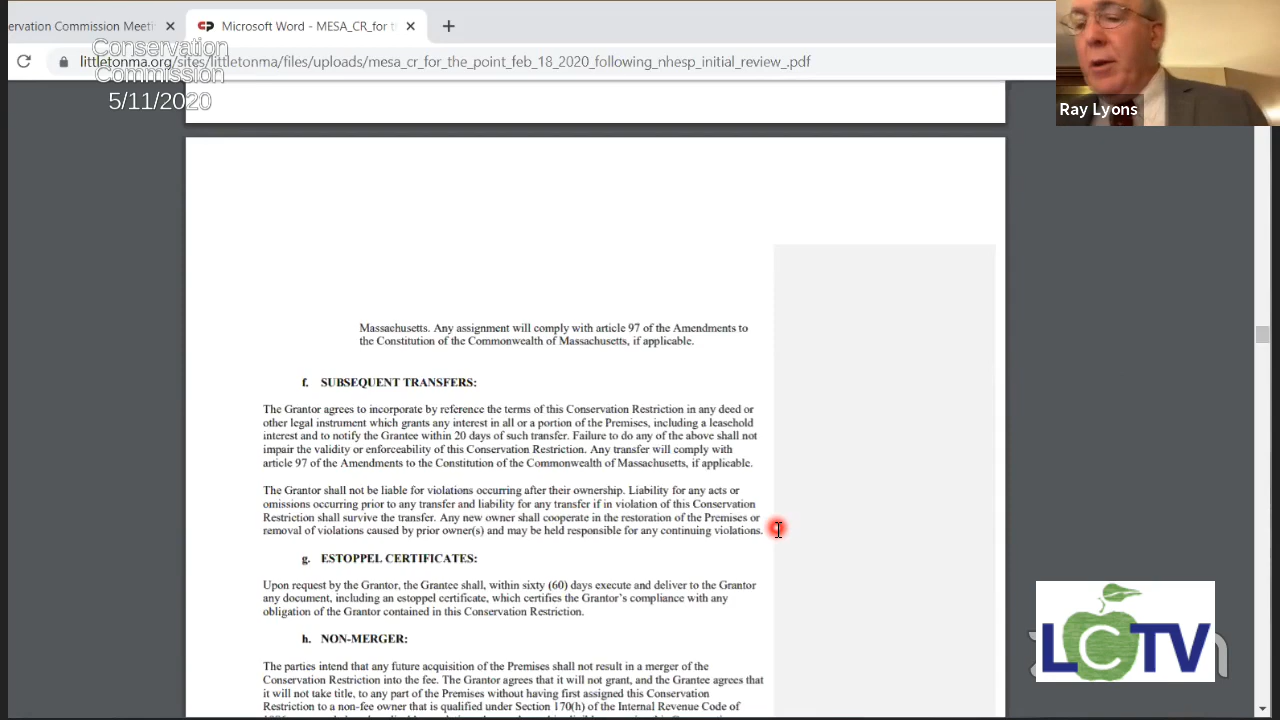 ervation Commission Meeti
Microsoft Word - MESA_CR_for t
littletonma.org/sites/littletonma/files/uploads/mesa_cr_for_the_point_feb_18_2020_following_nhesp_initial_review_.pdf
Conservation
Commission
5/11/2020
Ray Lyons
Massachusetts. Any assignment will comply with article 97 of the Amendments to
the Constitution of the Commonwealth of Massachusetts, if applicable.
f. SUBSEQUENT TRANSFERS:
The Grantor agrees to incorporate by reference the terms of this Conservation Restriction in any deed or
other legal instrument which grants any interest in all or a portion of the Premises, including a leasehold
interest and to notify the Grantee within 20 days of such transfer. Failure to do any of the above shall not
impair the validity or enforceability of this Conservation Restriction. Any transfer will comply with
article 97 of the Amendments to the Constitution of the Commonwealth of Massachusetts, if applicable.
The Grantor shall not be liable for violations occurring after their ownership. Liability for any acts or
omissions occurring prior to any transfer and liability for any transfer if in violation of this Conservation
Restriction shall survive the transfer. Any new owner shall cooperate in the restoration of the Premises or
removal of violations caused by prior owner(s) and may be held responsible for any continuing violations.
g. ESTOPPEL CERTIFICATES:
Upon request by the Grantor, the Grantee shall, within sixty (60) days execute and deliver to the Grantor
any document, including an estoppel certificate, which certifies the Grantor's compliance with any
obligation of the Grantor contained in this Conservation Restriction.
h. NON-MERGER:
The parties intend that any future acquisition of the Premises shall not result in a merger of the
Conservation Restriction into the fee. The Grantor agrees that it will not grant, and the Grantee agrees that
it will not take title, to any part of the Premises without having first assigned this Conservation
Restriction to a non-fee owner that is qualified under Section 170(h) of the Internal Revenue Code of
LCTV